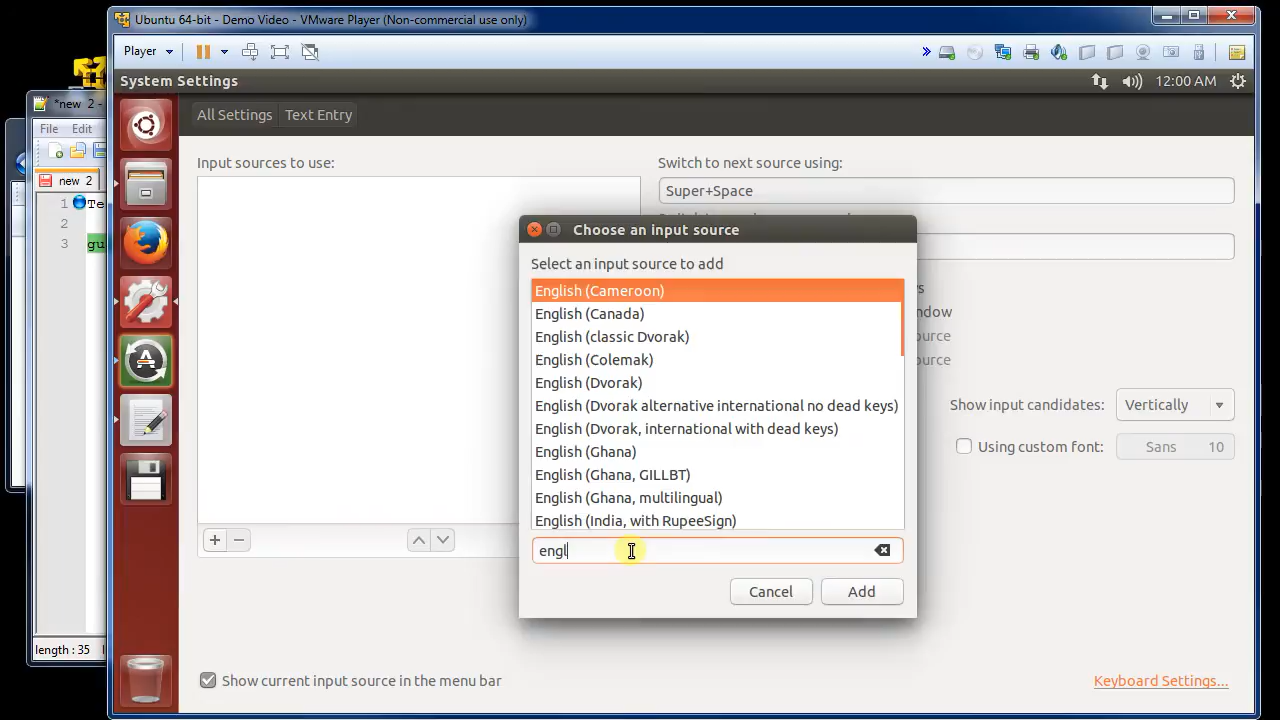 Ubuntu 64-bit - Demo Video - VMware Player (Non-commercial use only)
Player
System Settings
12:00 AM
*new 2 -
File Edit
new 2
1 Te
2
3 gu
length : 35
All Settings Text Entry
Input sources to use:
Switch to next source using:
Super+Space
Choose an input source
Select an input source to add
English (Cameroon)
English (Canada)
English (classic Dvorak)
English (Colemak)
English (Dvorak)
English (Dvorak alternative international no dead keys)
English (Dvorak, international with dead keys)
English (Ghana)
English (Ghana, GILLBT)
English (Ghana, multilingual)
English (India, with RupeeSign)
engl
Cancel Add
ndow
ource
ource
Show input candidates: Vertically
Using custom font: Sans 10
Show current input source in the menu bar
Keyboard Settings...